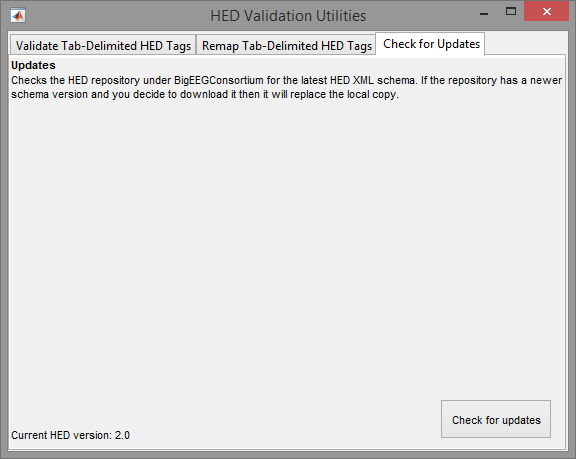 HED Validation Utilities
Validate Tab-Delimited HED Tags
Remap Tab-Delimited HED Tags
Check for Updates
Updates
Checks the HED repository under BigEEGConsortium for the latest HED XML schema. If the repository has a newer
schema version and you decide to download it then it will replace the local copy.
Check for updates
Current HED version: 2.0